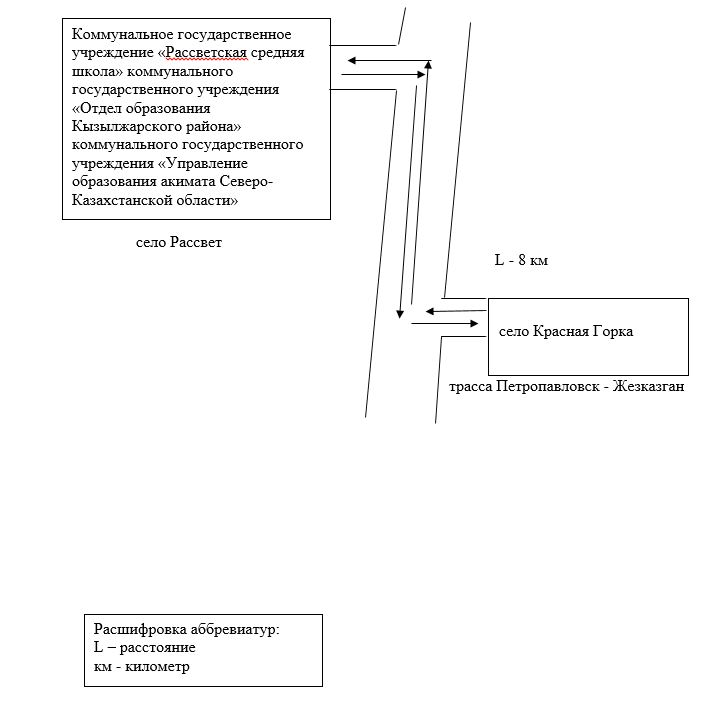 Коммунальное государственное
учреждение «Рассветская средняя
школа» коммунального
государственного учреждения
«Отдел образования
Кызылжарского района»
коммунального государственного
учреждения «Управление
образования акимата Северо-
Казахстанской области»
село Рассвет
L - 8 км
село Красная Горка
трасса Петропавловск - Жезказган
Расшифровка аббревиатур:
L – расстояние
км - километр